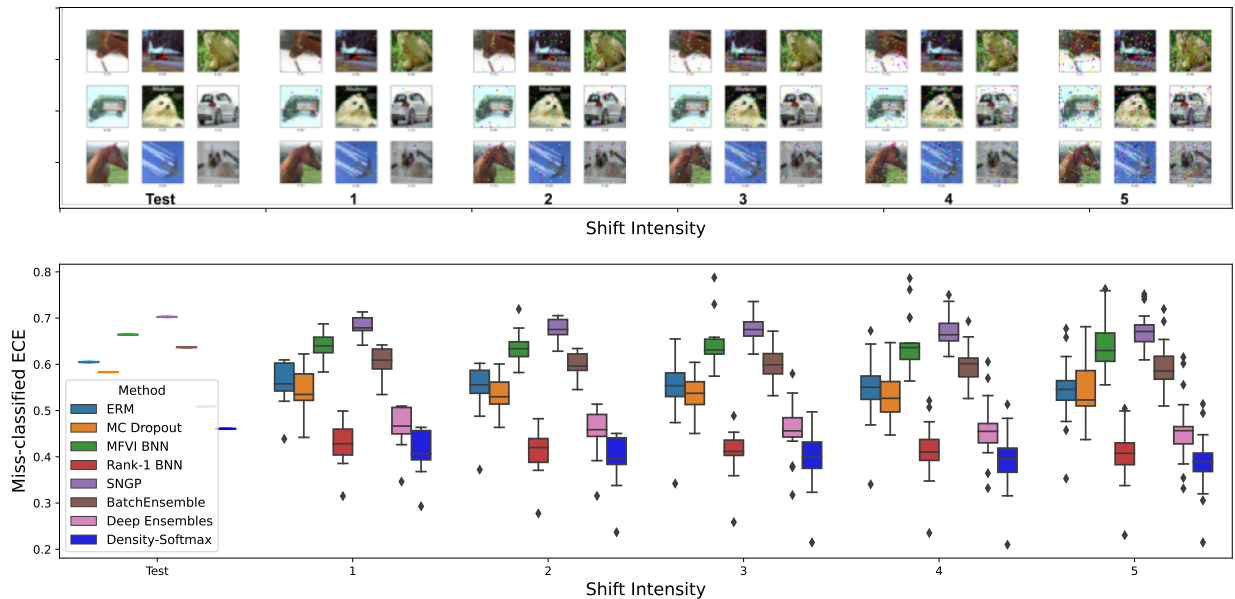 Test 1 2 3 4 5
Shift Intensity
Miss-classified ECE
0.8
0.7
0.6
0.5
0.4
0.3
0.2
Method
ERM
MC Dropout
MFVI BNN
Rank-1 BNN
SNGP
BatchEnsemble
Deep Ensembles
Density-Softmax
Test 1 2 3 4 5
Shift Intensity